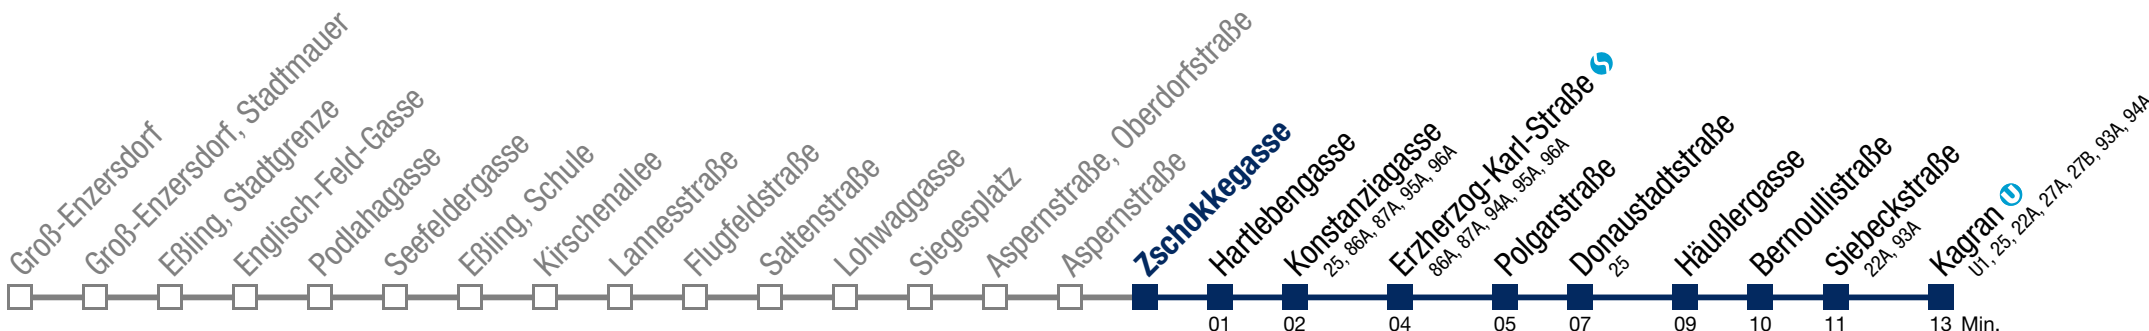 Groß-Enzersdorf
Groß-Enzersdorf, Stadtmauer
Eßling, Stadtgrenze
Englisch-Feld-Gasse
Podlahagasse
Seefeldergasse
Eßling, Schule
Kirschenallee
Lannesstraße
Flugfeldstraße
Saltenstraße
Lohwaggasse
Siegesplatz
Aspernstraße, Oberdorfstraße
Aspernstraße
Zschokkegasse
Hartlebengasse
Konstanziagasse
25, 86A, 87A, 95A, 96A
Erzherzog-Karl-Straße S
86A, 87A, 94A, 95A, 96A
Polgarstraße
Donaustadtstraße
25
Häußlergasse
Bernoullistraße
Siebeckstraße
22A, 93A
Kagran U
U1, 25, 22A, 27A, 27B, 93A, 94A
01 02 04 05 07 09 10 11 13 Min.